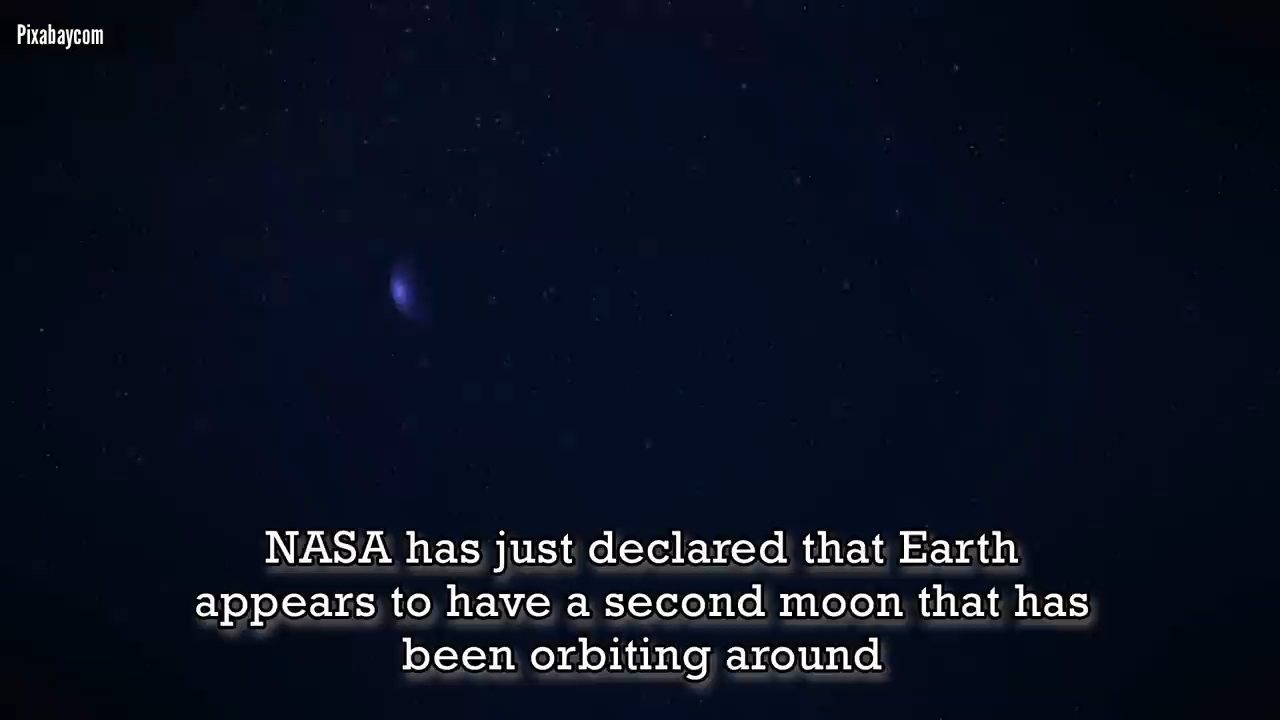 Pixabaycom
NASA has just declared that Earth
appears to have a second moon that has
been orbiting around